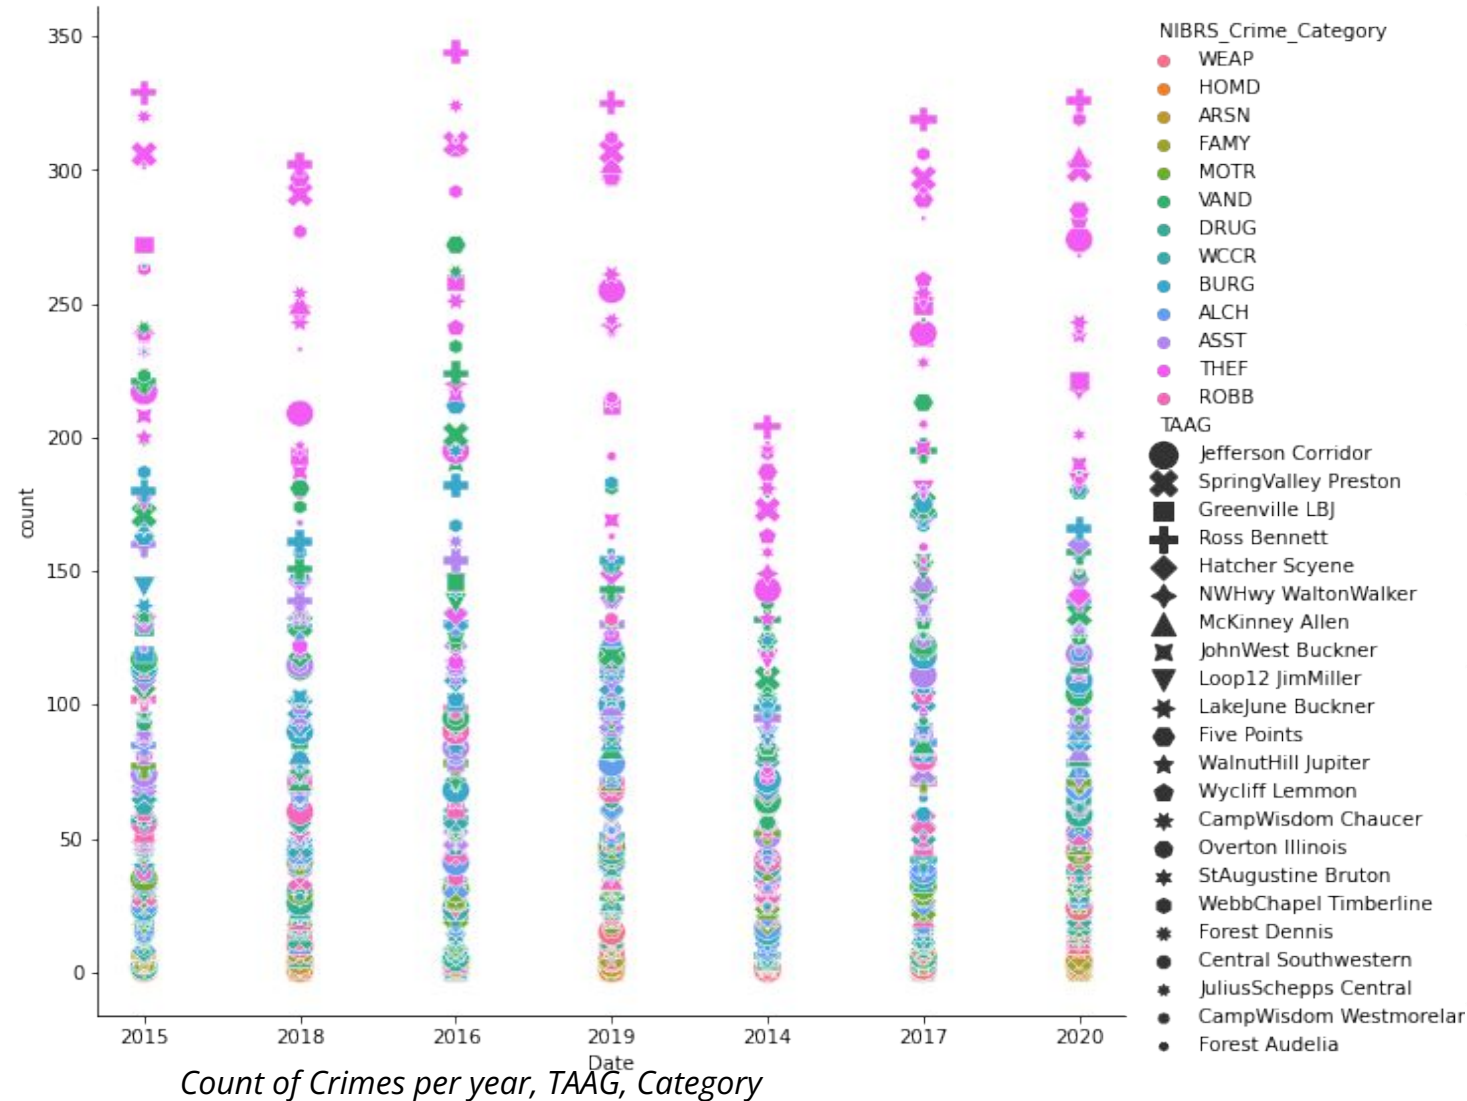 350
300
250
200
150
100
50
0
count
2015
2018
2016
2019
2014
2017
2020
Date
Count of Crimes per year, TAAG, Category
NIBRS_Crime_Category
WEAP
HOMD
ARSN
FAMY
MOTR
VAND
DRUG
WCCR
BURG
ALCH
ASST
THEF
ROBB
TAAG
Jefferson Corridor
SpringValley Preston
Greenville LBJ
Ross Bennett
Hatcher Scyene
NWHwy WaltonWalker
McKinney Allen
JohnWest Buckner
Loop12 JimMiller
LakeJune Buckner
Five Points
WalnutHill Jupiter
Wycliff Lemmon
CampWisdom Chaucer
Overton Illinois
StAugustine Bruton
WebbChapel Timberline
Forest Dennis
Central Southwestern
JuliusSchepps Central
CampWisdom Westmorelar
Forest Audelia